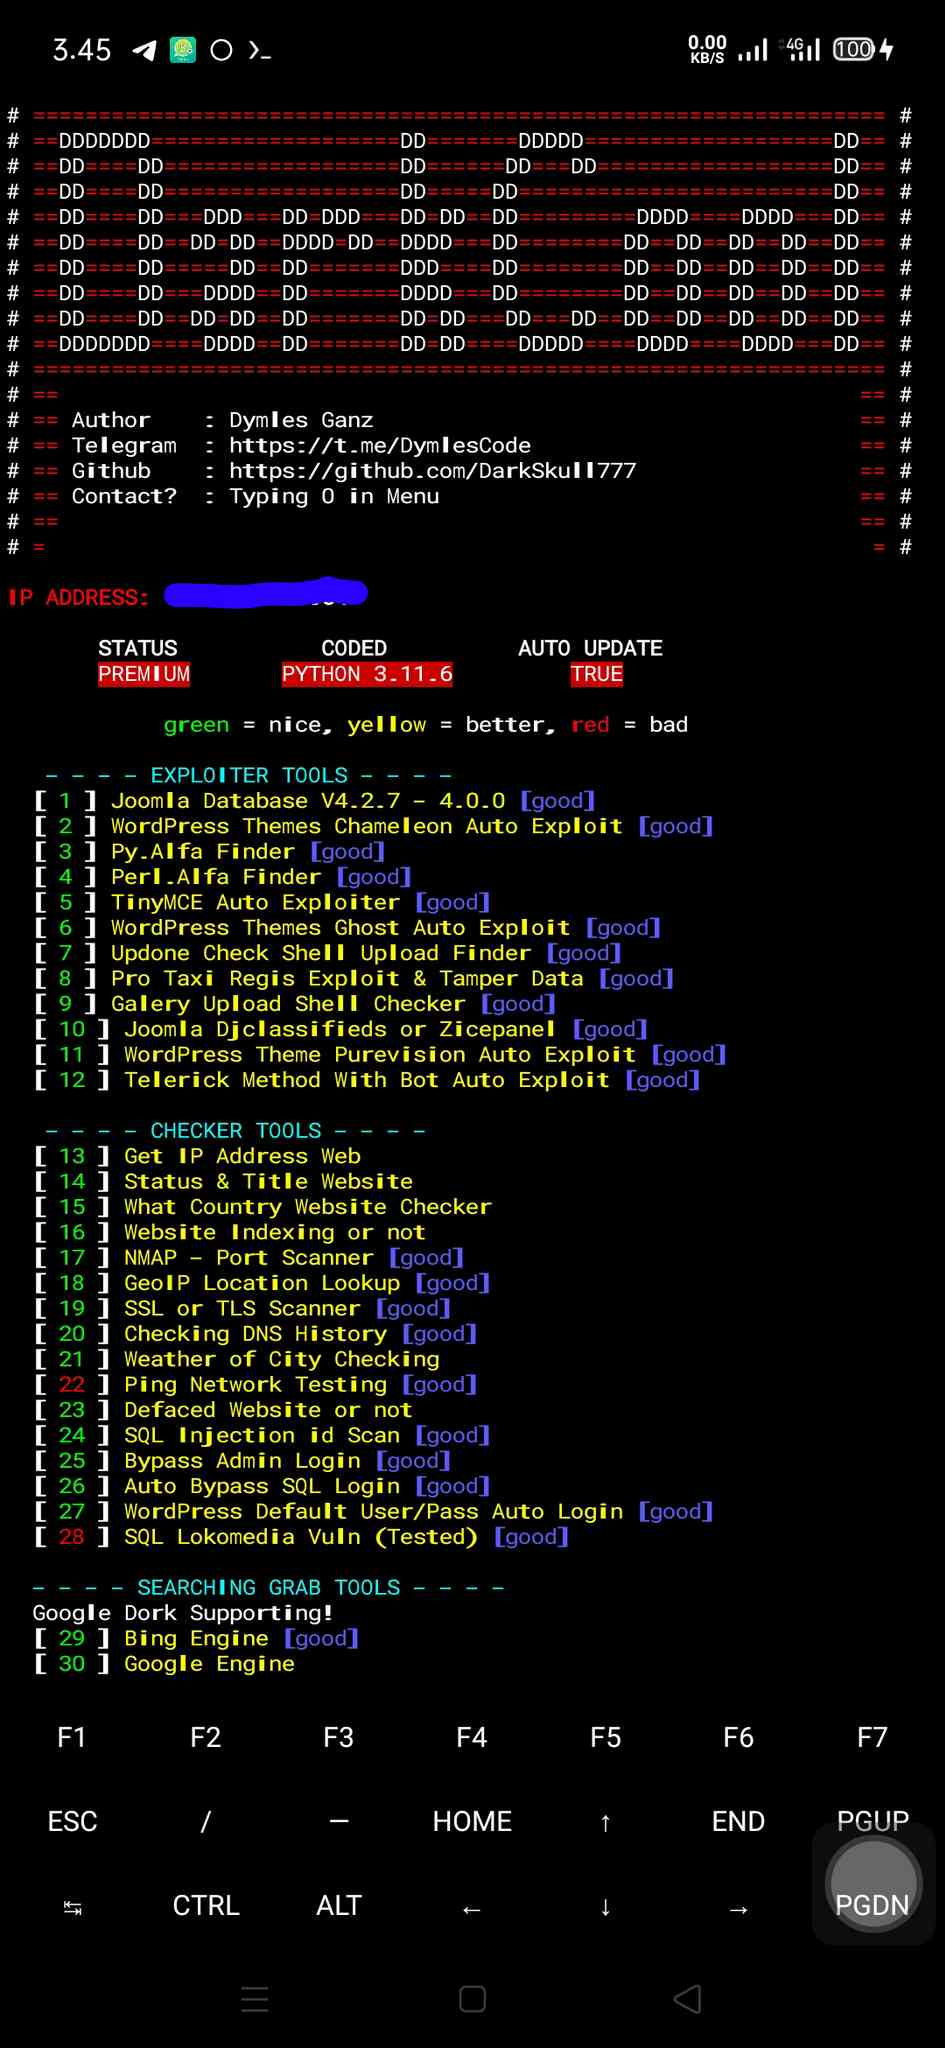 3.45
0.00 KB/S 4G 100
# ================================================================= #
# ==DDDDDDD===================DD=======DDDDD===================DD== #
# ==DD====DD==================DD======DD===DD==================DD== #
# ==DD====DD==================DD=====DD========================DD== #
# ==DD====DD===DDD===DD=DDD===DD=DD==DD=========DDDD====DDDD===DD== #
# ==DD====DD==DD=DD==DDDD=DD==DDDD===DD========DD==DD==DD==DD==DD== #
# ==DD====DD=====DD==DD=======DDD====DD========DD==DD==DD==DD==DD== #
# ==DD====DD===DDDD==DD=======DDDD===DD========DD==DD==DD==DD==DD== #
# ==DD====DD==DD=DD==DD=======DD=DD===DD===DD==DD==DD==DD==DD==DD== #
# ==DDDDDDD====DDDD==DD=======DD=DD====DDDDD====DDDD====DDDD===DD== #
# ================================================================= #
# == == #
# == Author : Dymles Ganz == #
# == Telegram : https://t.me/DymlesCode == #
# == Github : https://github.com/DarkSkull777 == #
# == Contact? : Typing 0 in Menu == #
# == == #
# = = #
IP ADDRESS:
STATUS CODED AUTO UPDATE
PREMIUM PYTHON 3.11.6 TRUE
green = nice, yellow = better, red = bad
- - - - EXPLOITER TOOLS - - - -
[ 1 ] Joomla Database V4.2.7 - 4.0.0 [good]
[ 2 ] WordPress Themes Chameleon Auto Exploit [good]
[ 3 ] Py.Alfa Finder [good]
[ 4 ] Perl.Alfa Finder [good]
[ 5 ] TinyMCE Auto Exploiter [good]
[ 6 ] WordPress Themes Ghost Auto Exploit [good]
[ 7 ] Updone Check Shell Upload Finder [good]
[ 8 ] Pro Taxi Regis Exploit & Tamper Data [good]
[ 9 ] Galery Upload Shell Checker [good]
[ 10 ] Joomla Djclassifieds or Zicepanel [good]
[ 11 ] WordPress Theme Purevision Auto Exploit [good]
[ 12 ] Telerick Method With Bot Auto Exploit [good]
- - - - CHECKER TOOLS - - - -
[ 13 ] Get IP Address Web
[ 14 ] Status & Title Website
[ 15 ] What Country Website Checker
[ 16 ] Website Indexing or not
[ 17 ] NMAP - Port Scanner [good]
[ 18 ] GeoIP Location Lookup [good]
[ 19 ] SSL or TLS Scanner [good]
[ 20 ] Checking DNS History [good]
[ 21 ] Weather of City Checking
[ 22 ] Ping Network Testing [good]
[ 23 ] Defaced Website or not
[ 24 ] SQL Injection id Scan [good]
[ 25 ] Bypass Admin Login [good]
[ 26 ] Auto Bypass SQL Login [good]
[ 27 ] WordPress Default User/Pass Auto Login [good]
[ 28 ] SQL Lokomedia Vuln (Tested) [good]
- - - - SEARCHING GRAB TOOLS - - - -
Google Dork Supporting!
[ 29 ] Bing Engine [good]
[ 30 ] Google Engine
F1 F2 F3 F4 F5 F6 F7
ESC / — HOME ↑ END PGUP
↹ CTRL ALT ← ↓ → PGDN